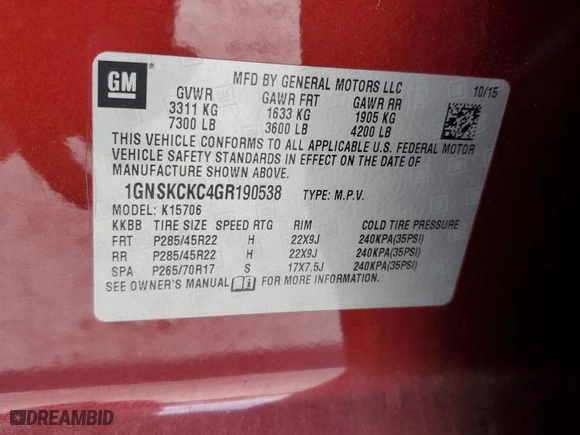 GM
MFD BY GENERAL MOTORS LLC
10/15
GVWR GAWR FRT GAWR RR
3311 KG 1633 KG 1905 KG
7300 LB 3600 LB 4200 LB
THIS VEHICLE CONFORMS TO ALL APPLICABLE U.S. FEDERAL MOTOR
VEHICLE SAFETY STANDARDS IN EFFECT ON THE DATE OF
MANUFACTURE SHOWN ABOVE.
1GNSKCKC4GR190538 TYPE: M.P.V.
MODEL: K15706
KKBB TIRE SIZE SPEED RTG RIM COLD TIRE PRESSURE
FRT P285/45R22 H 22X9J 240KPA(35PSI)
RR P285/45R22 H 22X9J 240KPA(35PSI)
SPA P265/70R17 S 17X7.5J 240KPA(35PSI)
SEE OWNER'S MANUAL FOR MORE INFORMATION
DREAMBID